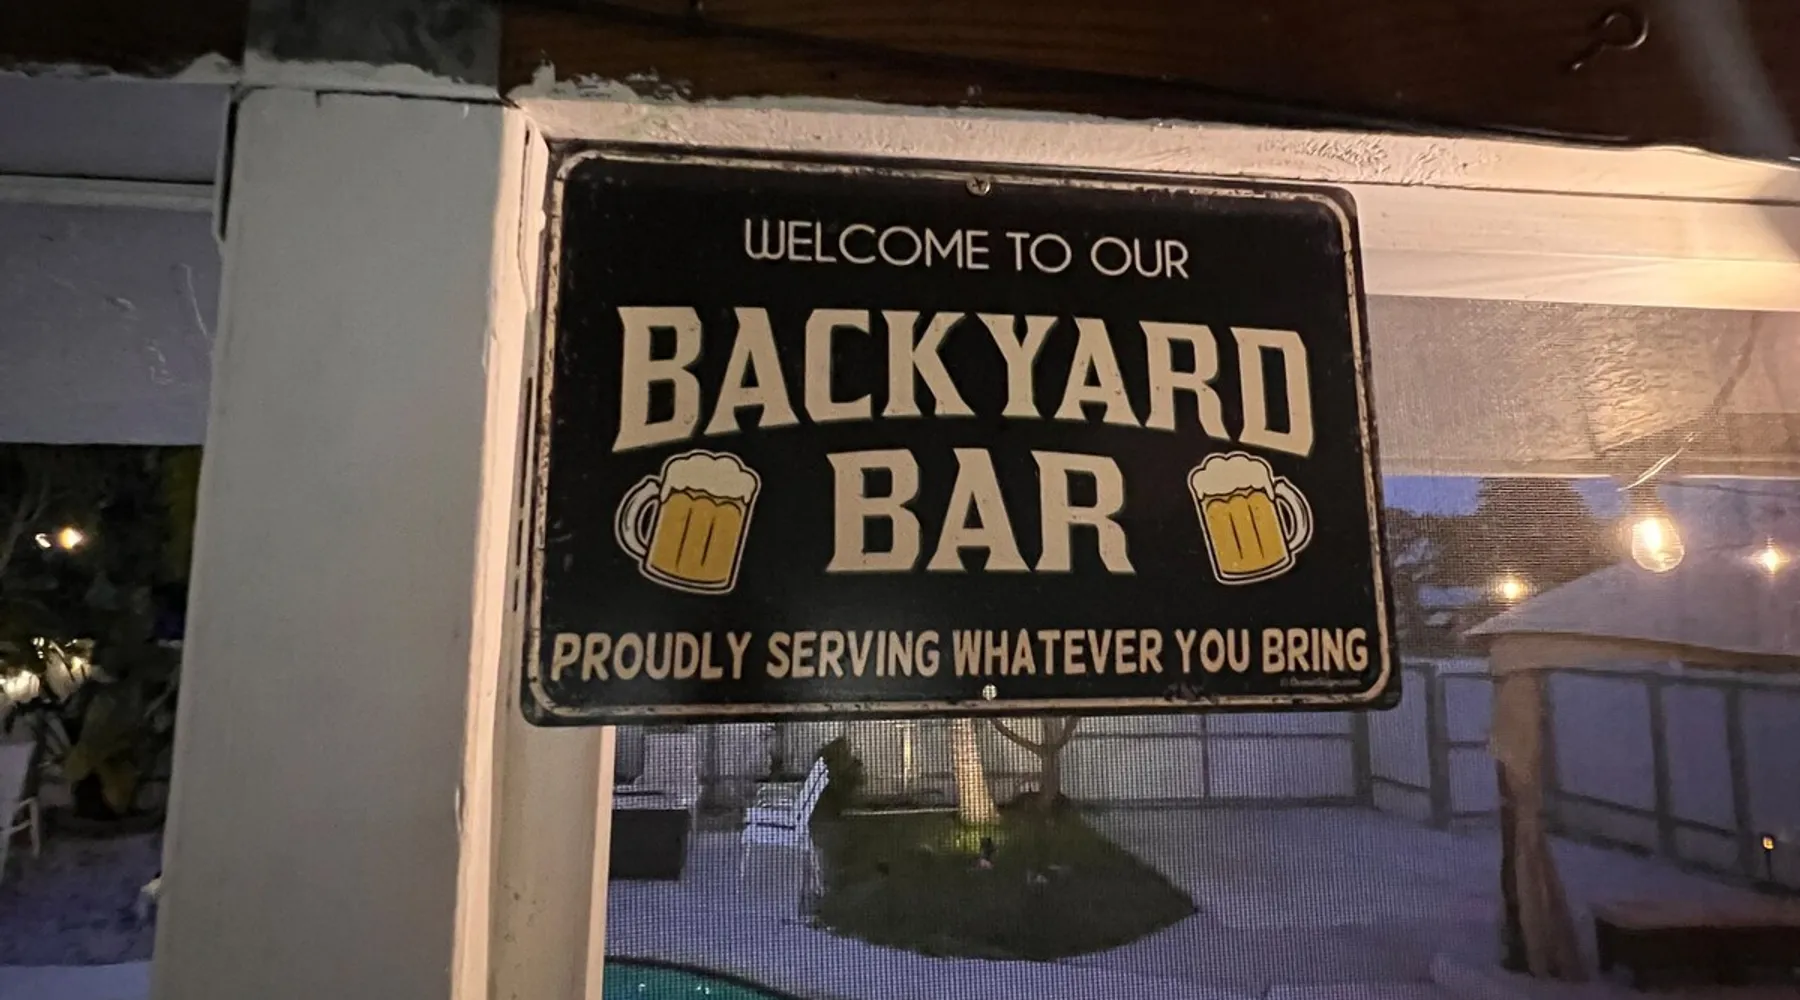 WELCOME TO OUR
BACKYARD
BAR
PROUDLY SERVING WHATEVER YOU BRING